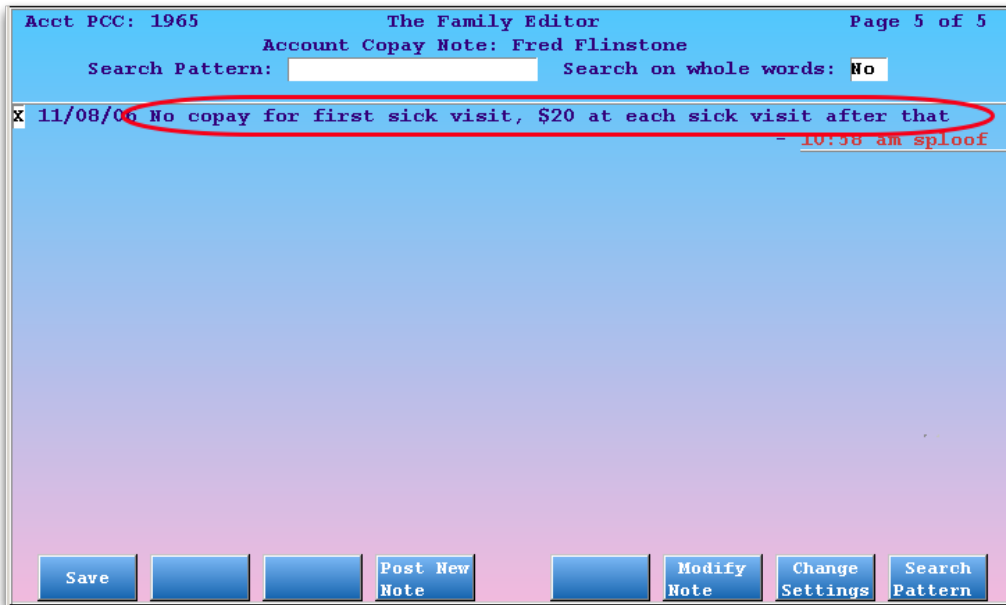 Acct PCC: 1965 The Family Editor Page 5 of 5
Account Copay Note: Fred Flinstone
Search Pattern: Search on whole words: No
x 11/08/06 No copay for first sick visit, $20 at each sick visit after that
- 10:58 am sploof
Save Post New Note Modify Note Change Settings Search Pattern